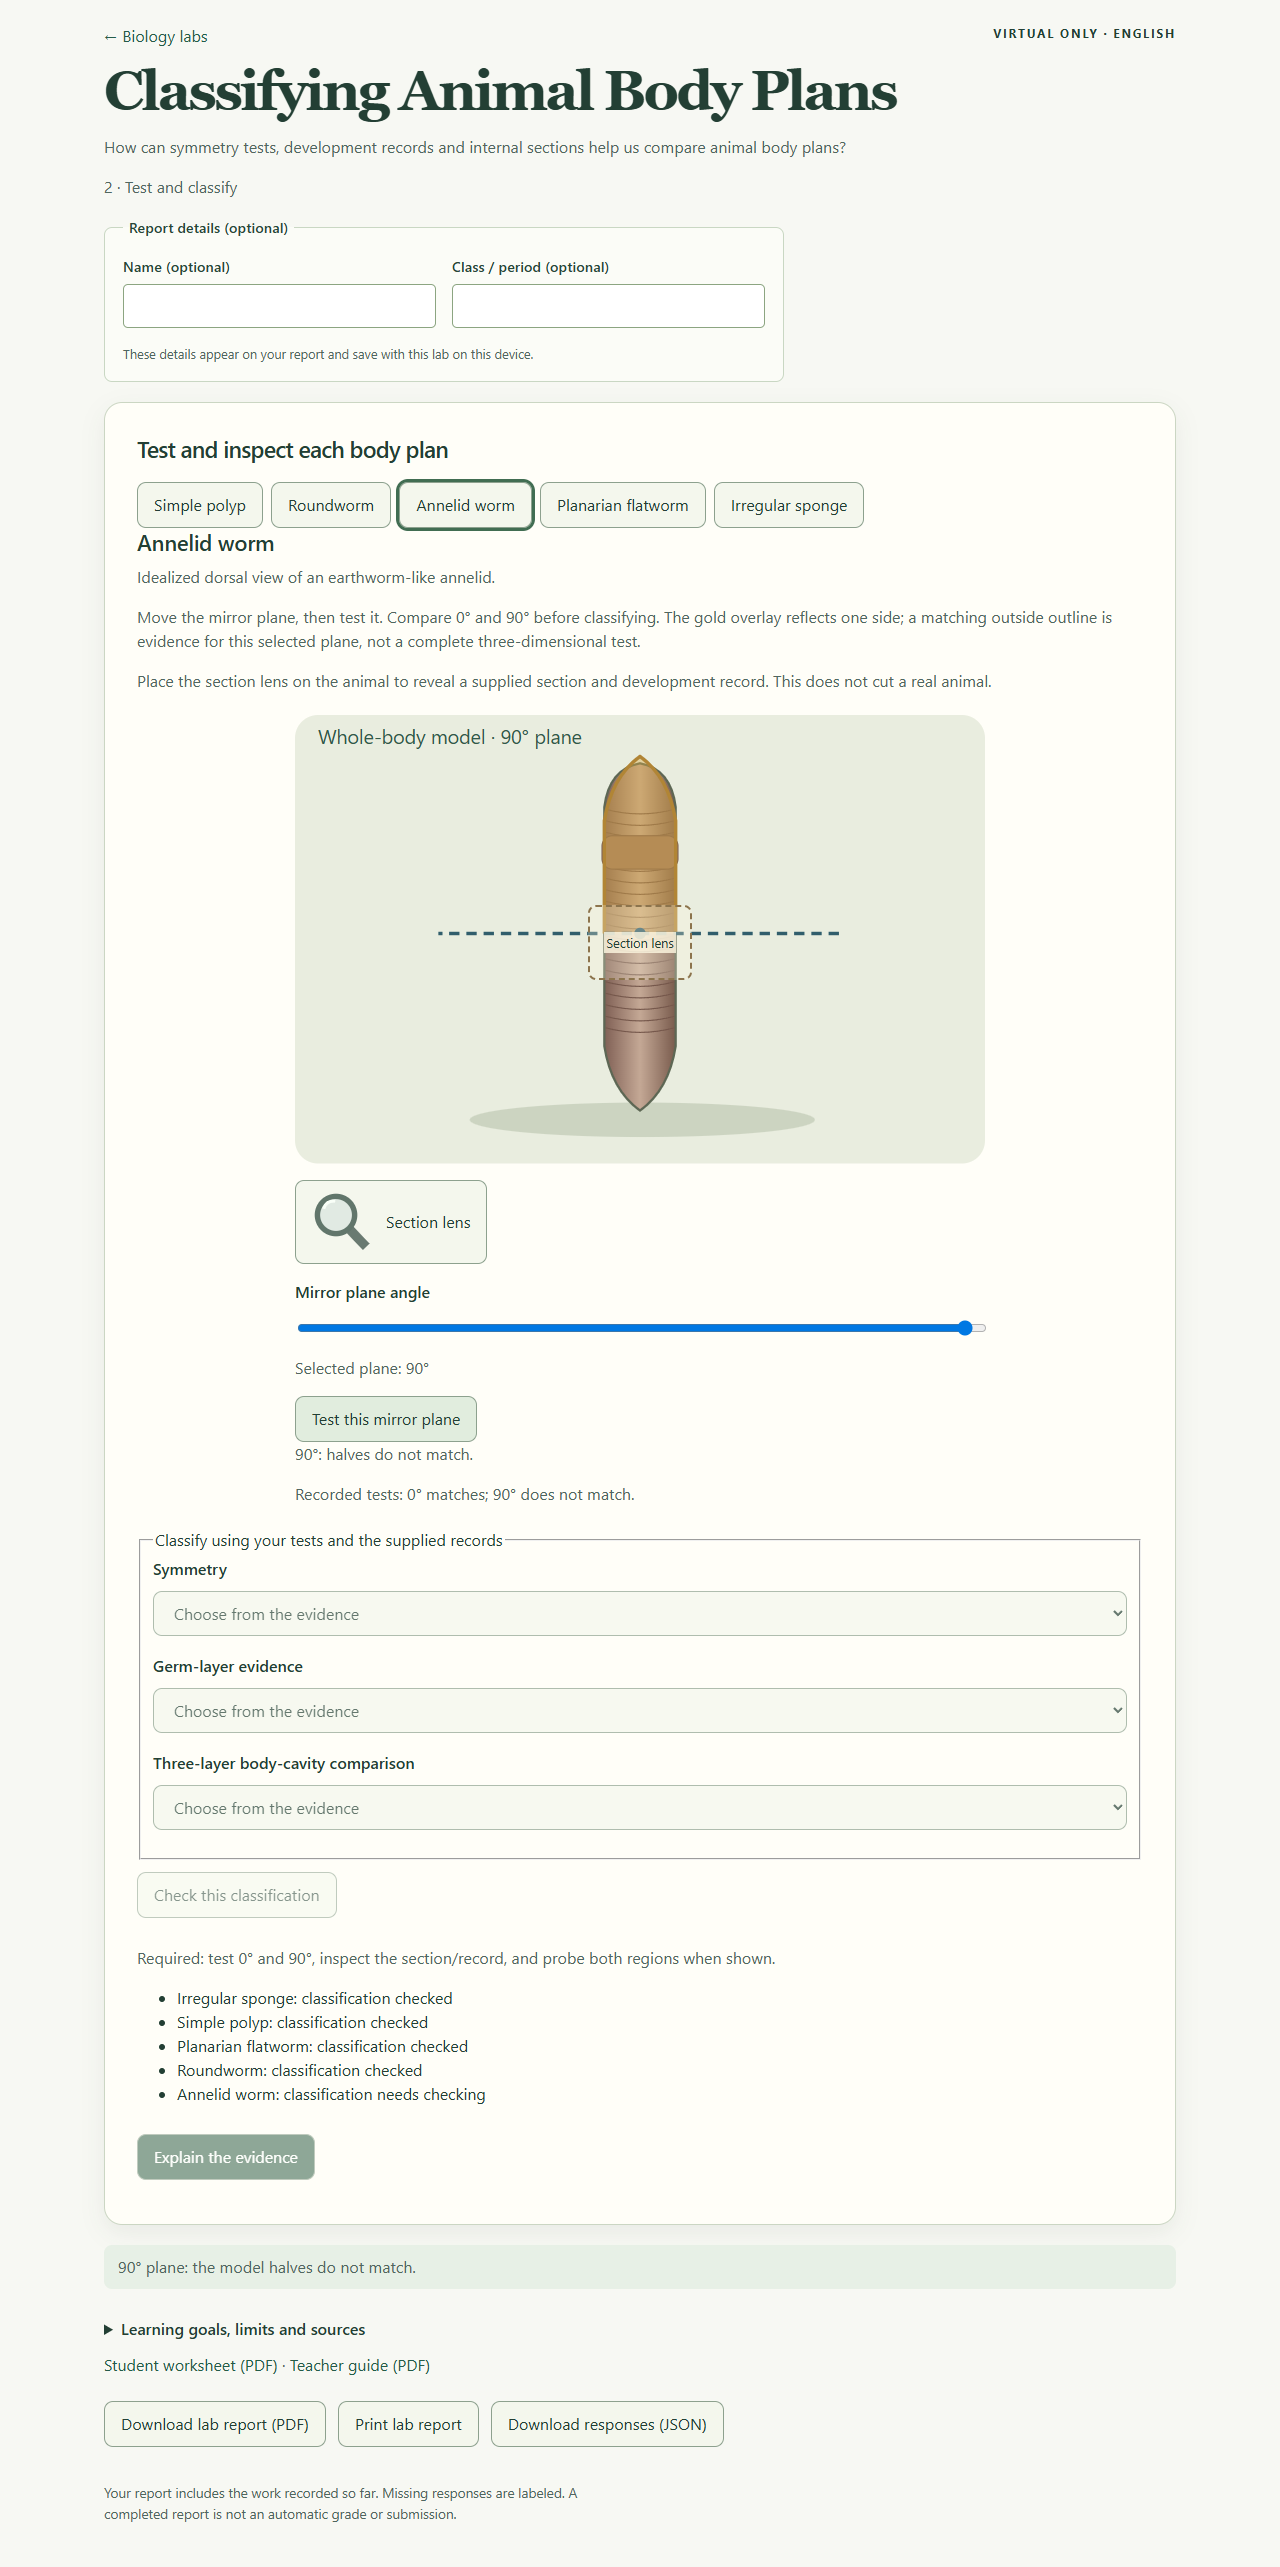 ← Biology labs
VIRTUAL ONLY · ENGLISH
Classifying Animal Body Plans
How can symmetry tests, development records and internal sections help us compare animal body plans?
2 · Test and classify
Report details (optional)
Name (optional)
Class / period (optional)
These details appear on your report and save with this lab on this device.
Test and inspect each body plan
Simple polyp
Roundworm
Annelid worm
Planarian flatworm
Irregular sponge
Annelid worm
Idealized dorsal view of an earthworm-like annelid.
Move the mirror plane, then test it. Compare 0° and 90° before classifying. The gold overlay reflects one side; a matching outside outline is
evidence for this selected plane, not a complete three-dimensional test.
Place the section lens on the animal to reveal a supplied section and development record. This does not cut a real animal.
Whole-body model · 90° plane
Section lens
Section lens
Mirror plane angle
Selected plane: 90°
Test this mirror plane
90°: halves do not match.
Recorded tests: 0° matches; 90° does not match.
Classify using your tests and the supplied records
Symmetry
Choose from the evidence
Germ-layer evidence
Choose from the evidence
Three-layer body-cavity comparison
Choose from the evidence
Check this classification
Required: test 0° and 90°, inspect the section/record, and probe both regions when shown.
• Irregular sponge: classification checked
• Simple polyp: classification checked
• Planarian flatworm: classification checked
• Roundworm: classification checked
• Annelid worm: classification needs checking
Explain the evidence
90° plane: the model halves do not match.
▶ Learning goals, limits and sources
Student worksheet (PDF) · Teacher guide (PDF)
Download lab report (PDF)
Print lab report
Download responses (JSON)
Your report includes the work recorded so far. Missing responses are labeled. A
completed report is not an automatic grade or submission.